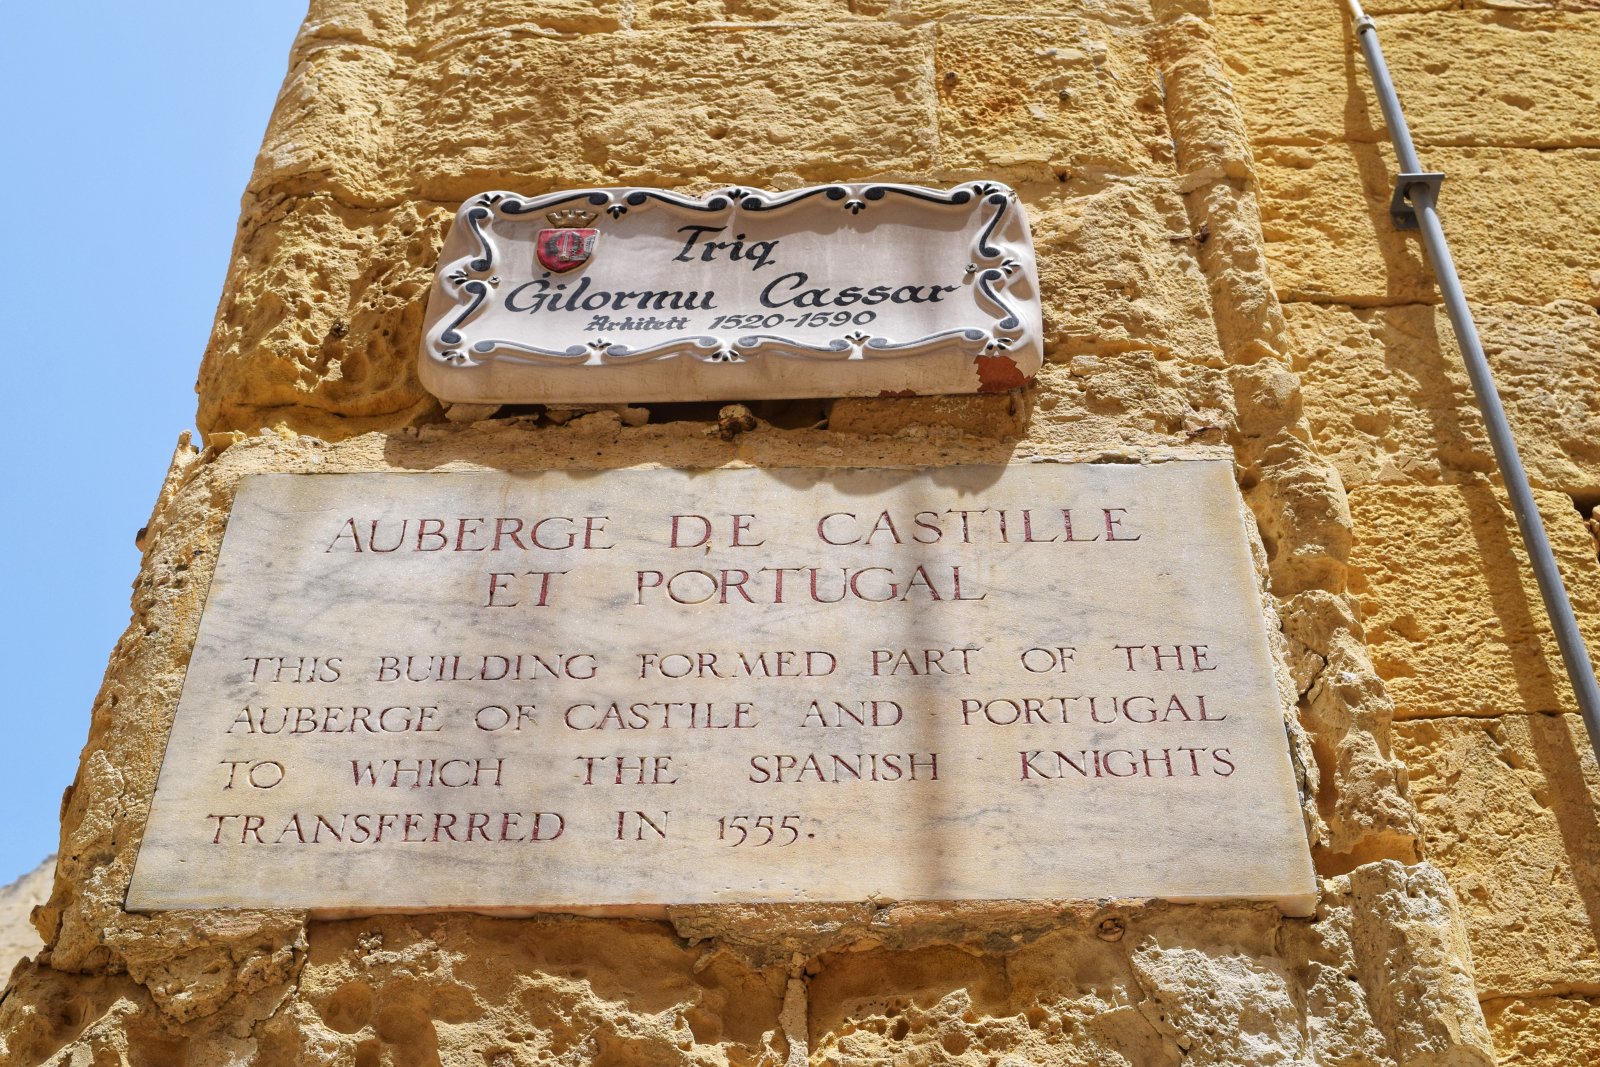 Triq
Ġilormu Cassar
Arkitett 1520-1590
AUBERGE DE CASTILLE
ET PORTUGAL
THIS BUILDING FORMED PART OF THE
AUBERGE OF CASTILE AND PORTUGAL
TO WHICH THE SPANISH KNIGHTS
TRANSFERRED IN 1555.